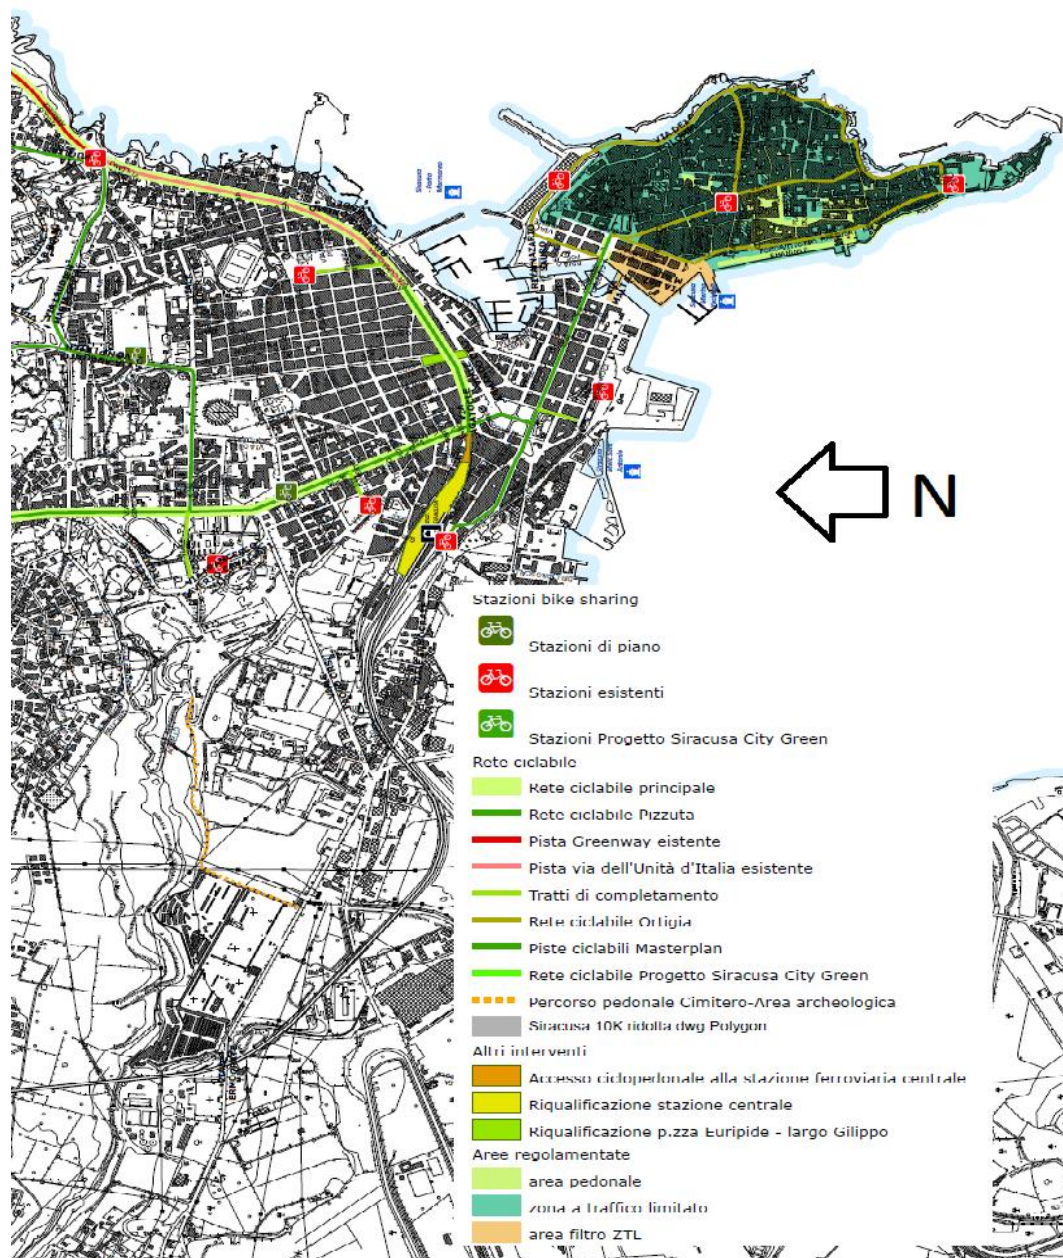 N
Stazioni bike sharing
Stazioni di piano
Stazioni esistenti
Stazioni Progetto Siracusa City Green
Rete ciclabile
Rete ciclabile principale
Rete ciclabile Pizzuta
Pista Greenway eistente
Pista via dell'Unità d'Italia esistente
Tratti di completamento
Rete ciclabile Ortigia
Piste ciclabili Masterplan
Rete ciclabile Progetto Siracusa City Green
Percorso pedonale Cimitero-Area archeologica
Siracusa 10K ridotta dwg Polygon
Altri interventi
Accesso ciclopedonale alla stazione ferroviaria centrale
Riqualificazione stazione centrale
Riqualificazione p.zza Euripide - largo Gilippo
Aree regolamentate
area pedonale
zona a traffico limitato
area filtro ZTL